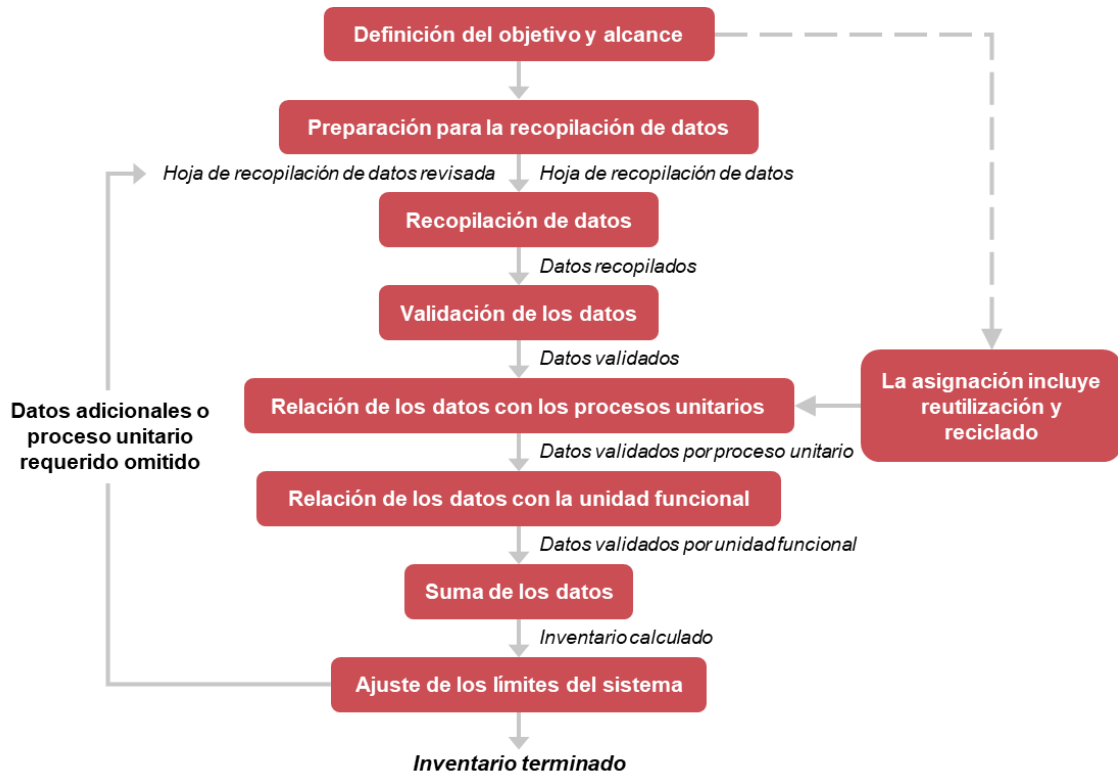 Definición del objetivo y alcance
Preparación para la recopilación de datos
Hoja de recopilación de datos revisada
Hoja de recopilación de datos
Recopilación de datos
Datos recopilados
Validación de los datos
Datos validados
Relación de los datos con los procesos unitarios
La asignación incluye
reutilización y
reciclado
Datos adicionales o
proceso unitario
requerido omitido
Datos validados por proceso unitario
Relación de los datos con la unidad funcional
Datos validados por unidad funcional
Suma de los datos
Inventario calculado
Ajuste de los límites del sistema
Inventario terminado